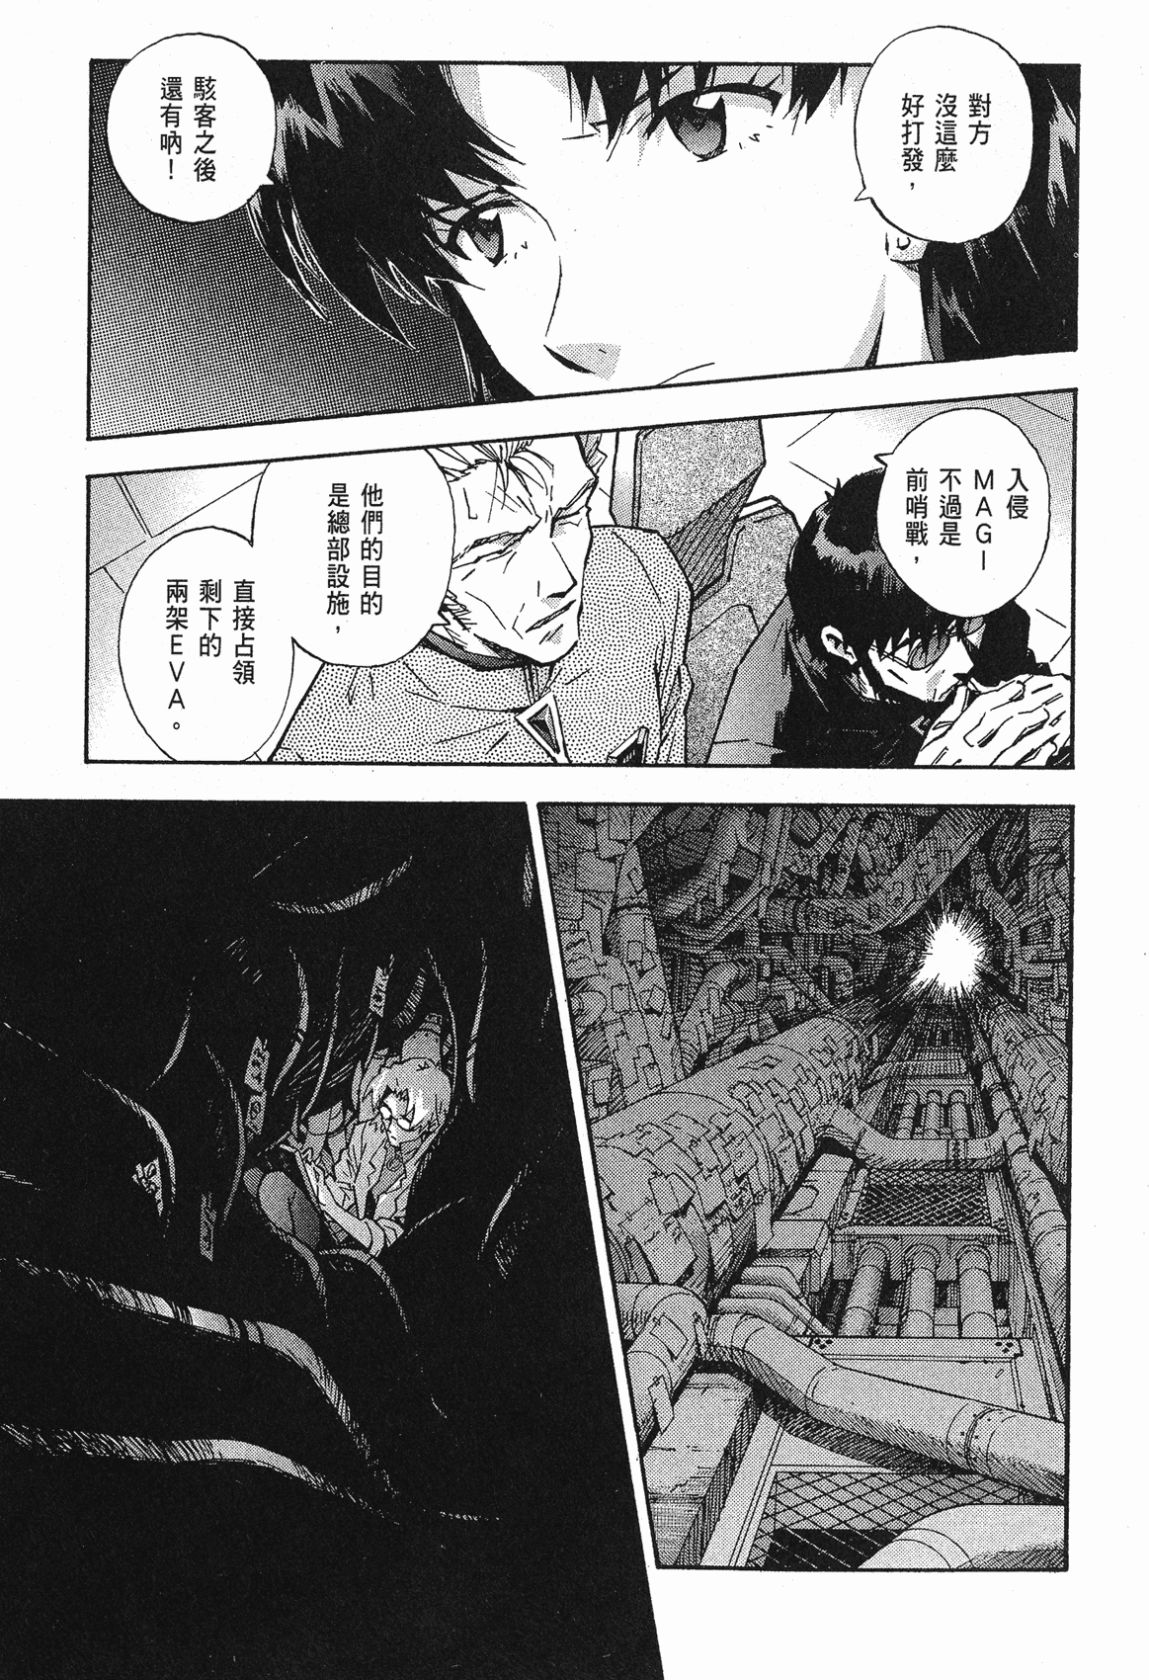 對方
沒這麼
好打發，
駭客之後
還有吶！
入侵
MAGI
不過是
前哨戰，
他們的目的
是總部設施，
直接占領
剩下的
兩架EVA。